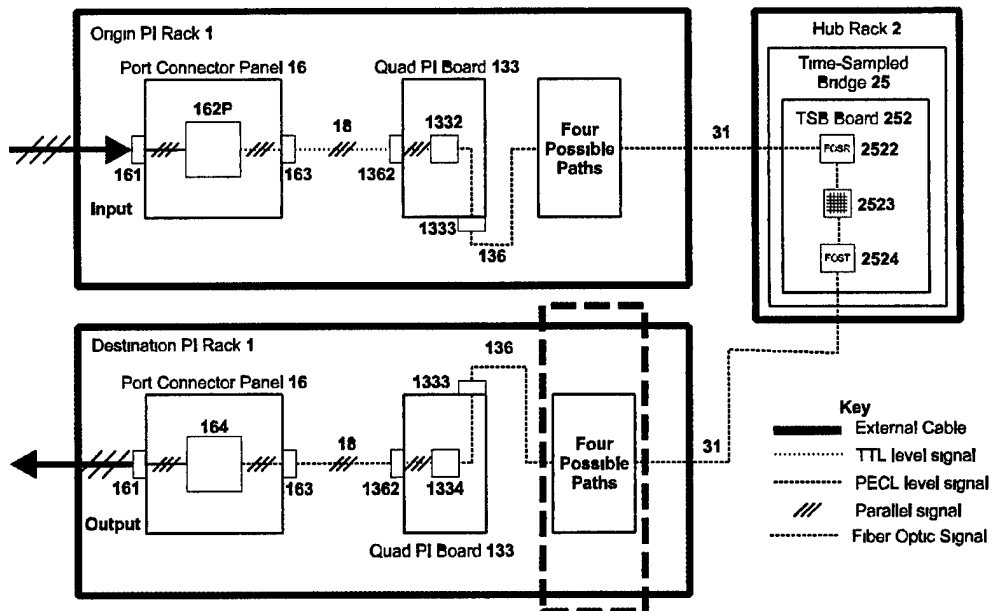 Origin PI Rack 1
Port Connector Panel 16
162P
161
163
Input
18
Quad PI Board 133
1332
1362
1333
136
Four
Possible
Paths
31
Hub Rack 2
Time-Sampled
Bridge 25
TSB Board 252
FOSR
2522
2523
FOST
2524
Destination PI Rack 1
Port Connector Panel 16
164
161
163
Output
18
1333
136
1362
1334
Quad PI Board 133
Four
Possible
Paths
31
Key
External Cable
TTL level signal
PECL level signal
Parallel signal
Fiber Optic Signal